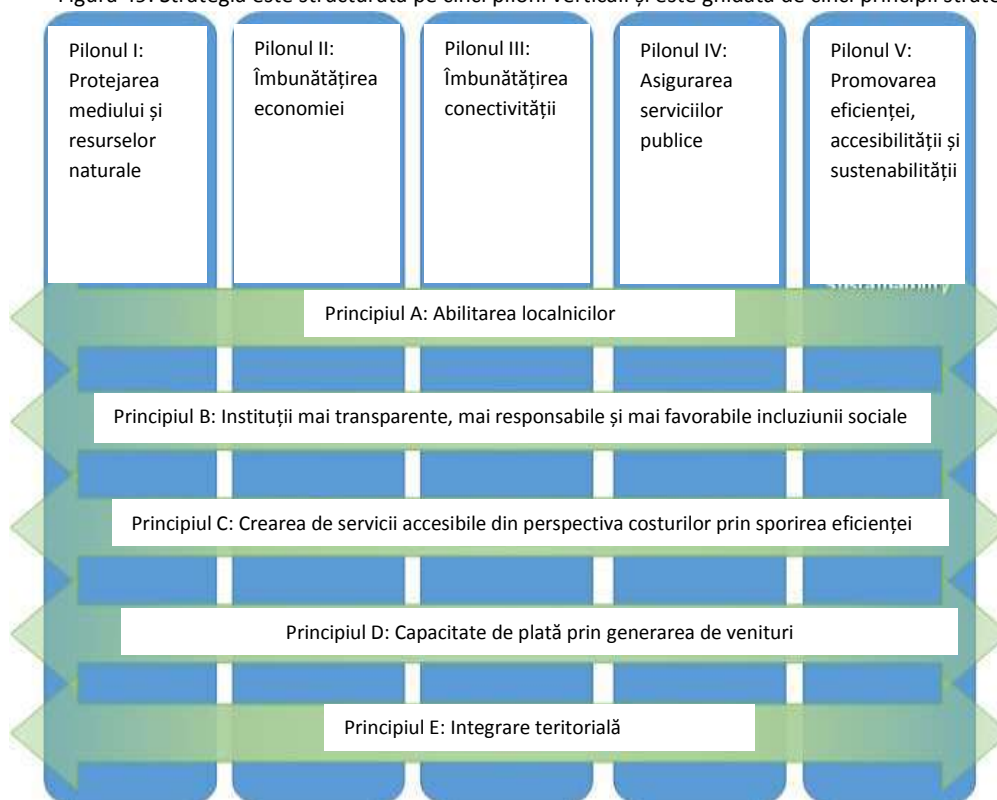 Figura 49: Strategia este structurată pe cinci piloni verticali și este ghidată de cinci principii strate
Pilonul I:
Protejarea
mediului și
resurselor
naturale
Pilonul II:
Îmbunătățirea
economiei
Pilonul III:
Îmbunătățirea
conectivității
Pilonul IV:
Asigurarea
serviciilor
publice
Pilonul V:
Promovarea
eficienței,
accesibilității și
sustenabilității
Sustainability
Principiul A: Abilitarea localnicilor
Principiul B: Instituții mai transparente, mai responsabile și mai favorabile incluziunii sociale
Principiul C: Crearea de servicii accesibile din perspectiva costurilor prin sporirea eficienței
Principiul D: Capacitate de plată prin generarea de venituri
Principiul E: Integrare teritorială